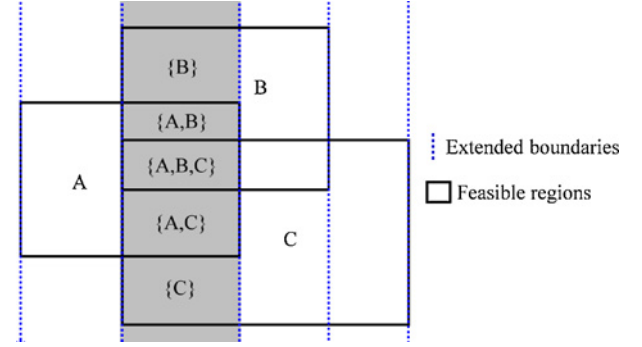 {B}
B
{A,B}
{A,B,C}
A
{A,C}
C
{C}
Extended boundaries
Feasible regions